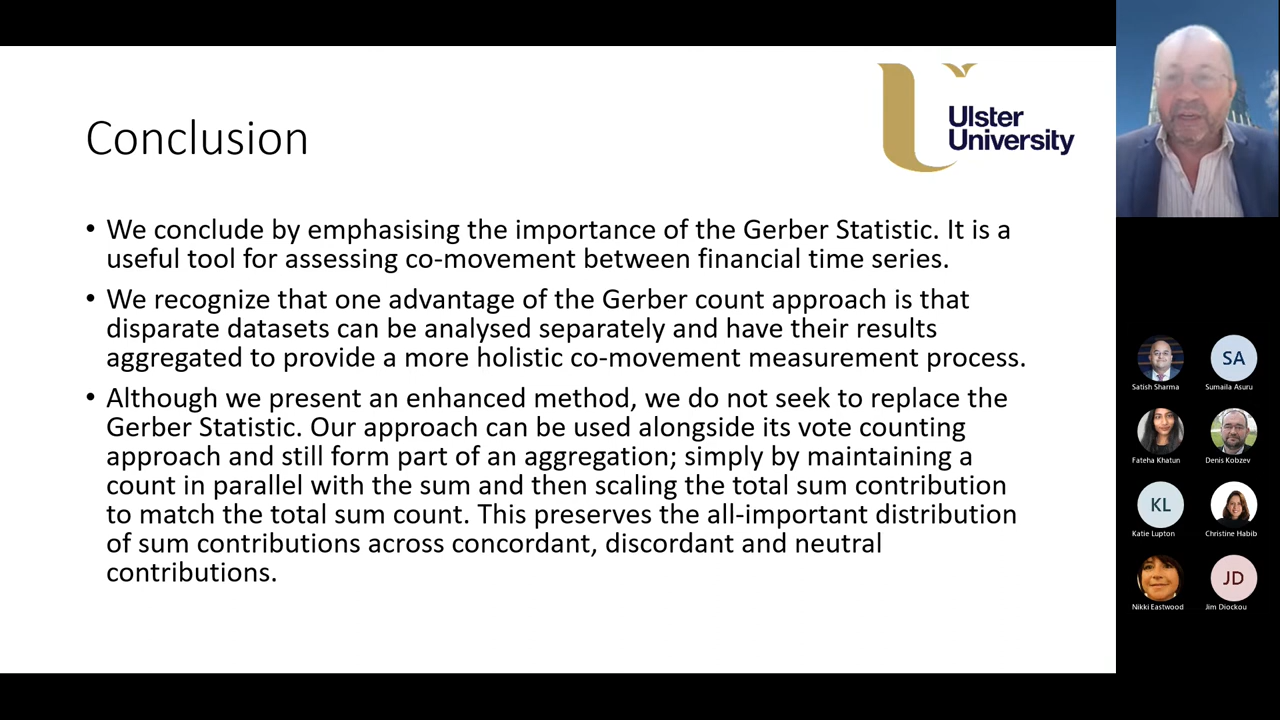 Conclusion
Ulster
University
• We conclude by emphasising the importance of the Gerber Statistic. It is a
useful tool for assessing co-movement between financial time series.
• We recognize that one advantage of the Gerber count approach is that
disparate datasets can be analysed separately and have their results
aggregated to provide a more holistic co-movement measurement process.
• Although we present an enhanced method, we do not seek to replace the
Gerber Statistic. Our approach can be used alongside its vote counting
approach and still form part of an aggregation; simply by maintaining a
count in parallel with the sum and then scaling the total sum contribution
to match the total sum count. This preserves the all-important distribution
of sum contributions across concordant, discordant and neutral
contributions.
SA
Satish Sharma
Sumaila Asuru
Fateha Khatun
Denis Kobzev
KL
Katie Lupton
Christine Habib
JD
Nikki Eastwood
Jim Diockou